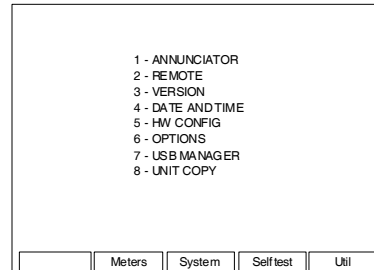 1 - ANNUNCIATOR
2 - REMOTE
3 - VERSION
4 - DATE AND TIME
5 - HW CONFIG
6 - OPTIONS
7 - USB MANAGER
8 - UNIT COPY
Meters System Selftest Util